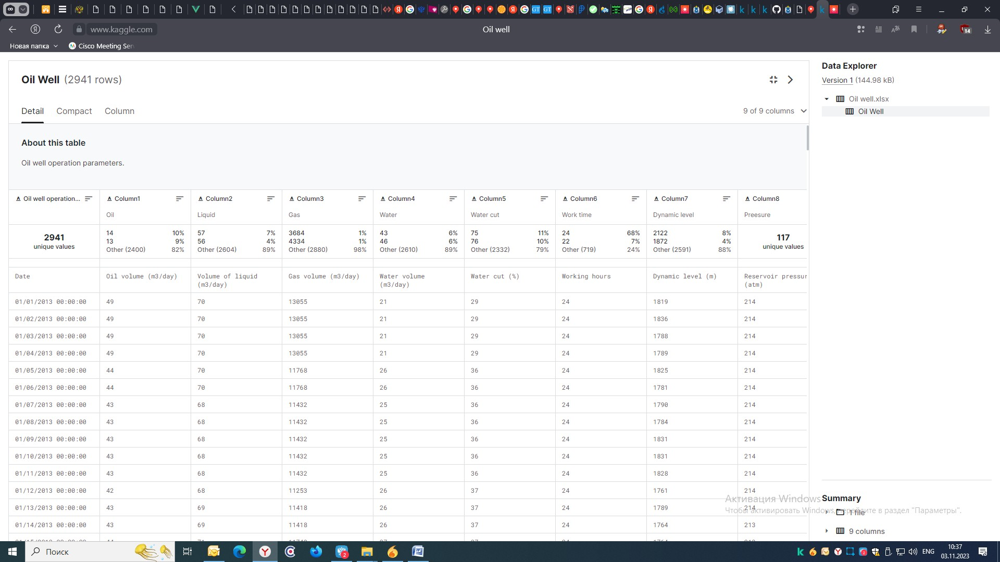 www.kaggle.com
Oil well
14
Новая папка
Cisco Meeting Ser
Oil Well (2941 rows)
Detail Compact Column
9 of 9 columns
About this table
Oil well operation parameters.
Oil well operation... Column1 Column2 Column3 Column4 Column5 Column6 Column7 Column8
Oil Liquid Gas Water Water cut Work time Dynamic level Preesure
2941 unique values
14 10%
13 9%
Other (2400) 82%
57 7%
56 4%
Other (2604) 89%
3684 1%
4334 1%
Other (2880) 98%
43 6%
46 6%
Other (2610) 89%
75 11%
76 10%
Other (2332) 79%
24 68%
22 7%
Other (719) 24%
2122 8%
1872 4%
Other (2591) 88%
117 unique values
Date Oil volume (m3/day) Volume of liquid (m3/day) Gas volume (m3/day) Water volume (m3/day) Water cut (%) Working hours Dynamic level (m) Reservoir pressur (atm)
01/01/2013 00:00:00 49 70 13055 21 29 24 1819 214
01/02/2013 00:00:00 49 70 13055 21 29 24 1836 214
01/03/2013 00:00:00 49 70 13055 21 29 24 1788 214
01/04/2013 00:00:00 49 70 13055 21 29 24 1789 214
01/05/2013 00:00:00 44 70 11768 26 36 24 1825 214
01/06/2013 00:00:00 44 70 11768 26 36 24 1781 214
01/07/2013 00:00:00 43 68 11432 25 36 24 1790 214
01/08/2013 00:00:00 43 68 11432 25 36 24 1784 214
01/09/2013 00:00:00 43 68 11432 25 36 24 1831 214
01/10/2013 00:00:00 43 68 11432 25 36 24 1831 214
01/11/2013 00:00:00 43 68 11432 25 36 24 1828 214
01/12/2013 00:00:00 42 68 11253 26 37 24 1761 214
01/13/2013 00:00:00 43 69 11418 26 37 24 1789 214
01/14/2013 00:00:00 43 69 11418 26 37 24 1764 213
Data Explorer
Version 1 (144.98 kB)
Oil well.xlsx
Oil Well
Summary
1 file
9 columns
Активация Windows
Чтобы активировать Windows, перейдите в раздел "Параметры".
Поиск
2
ENG
10:37
03.11.2023